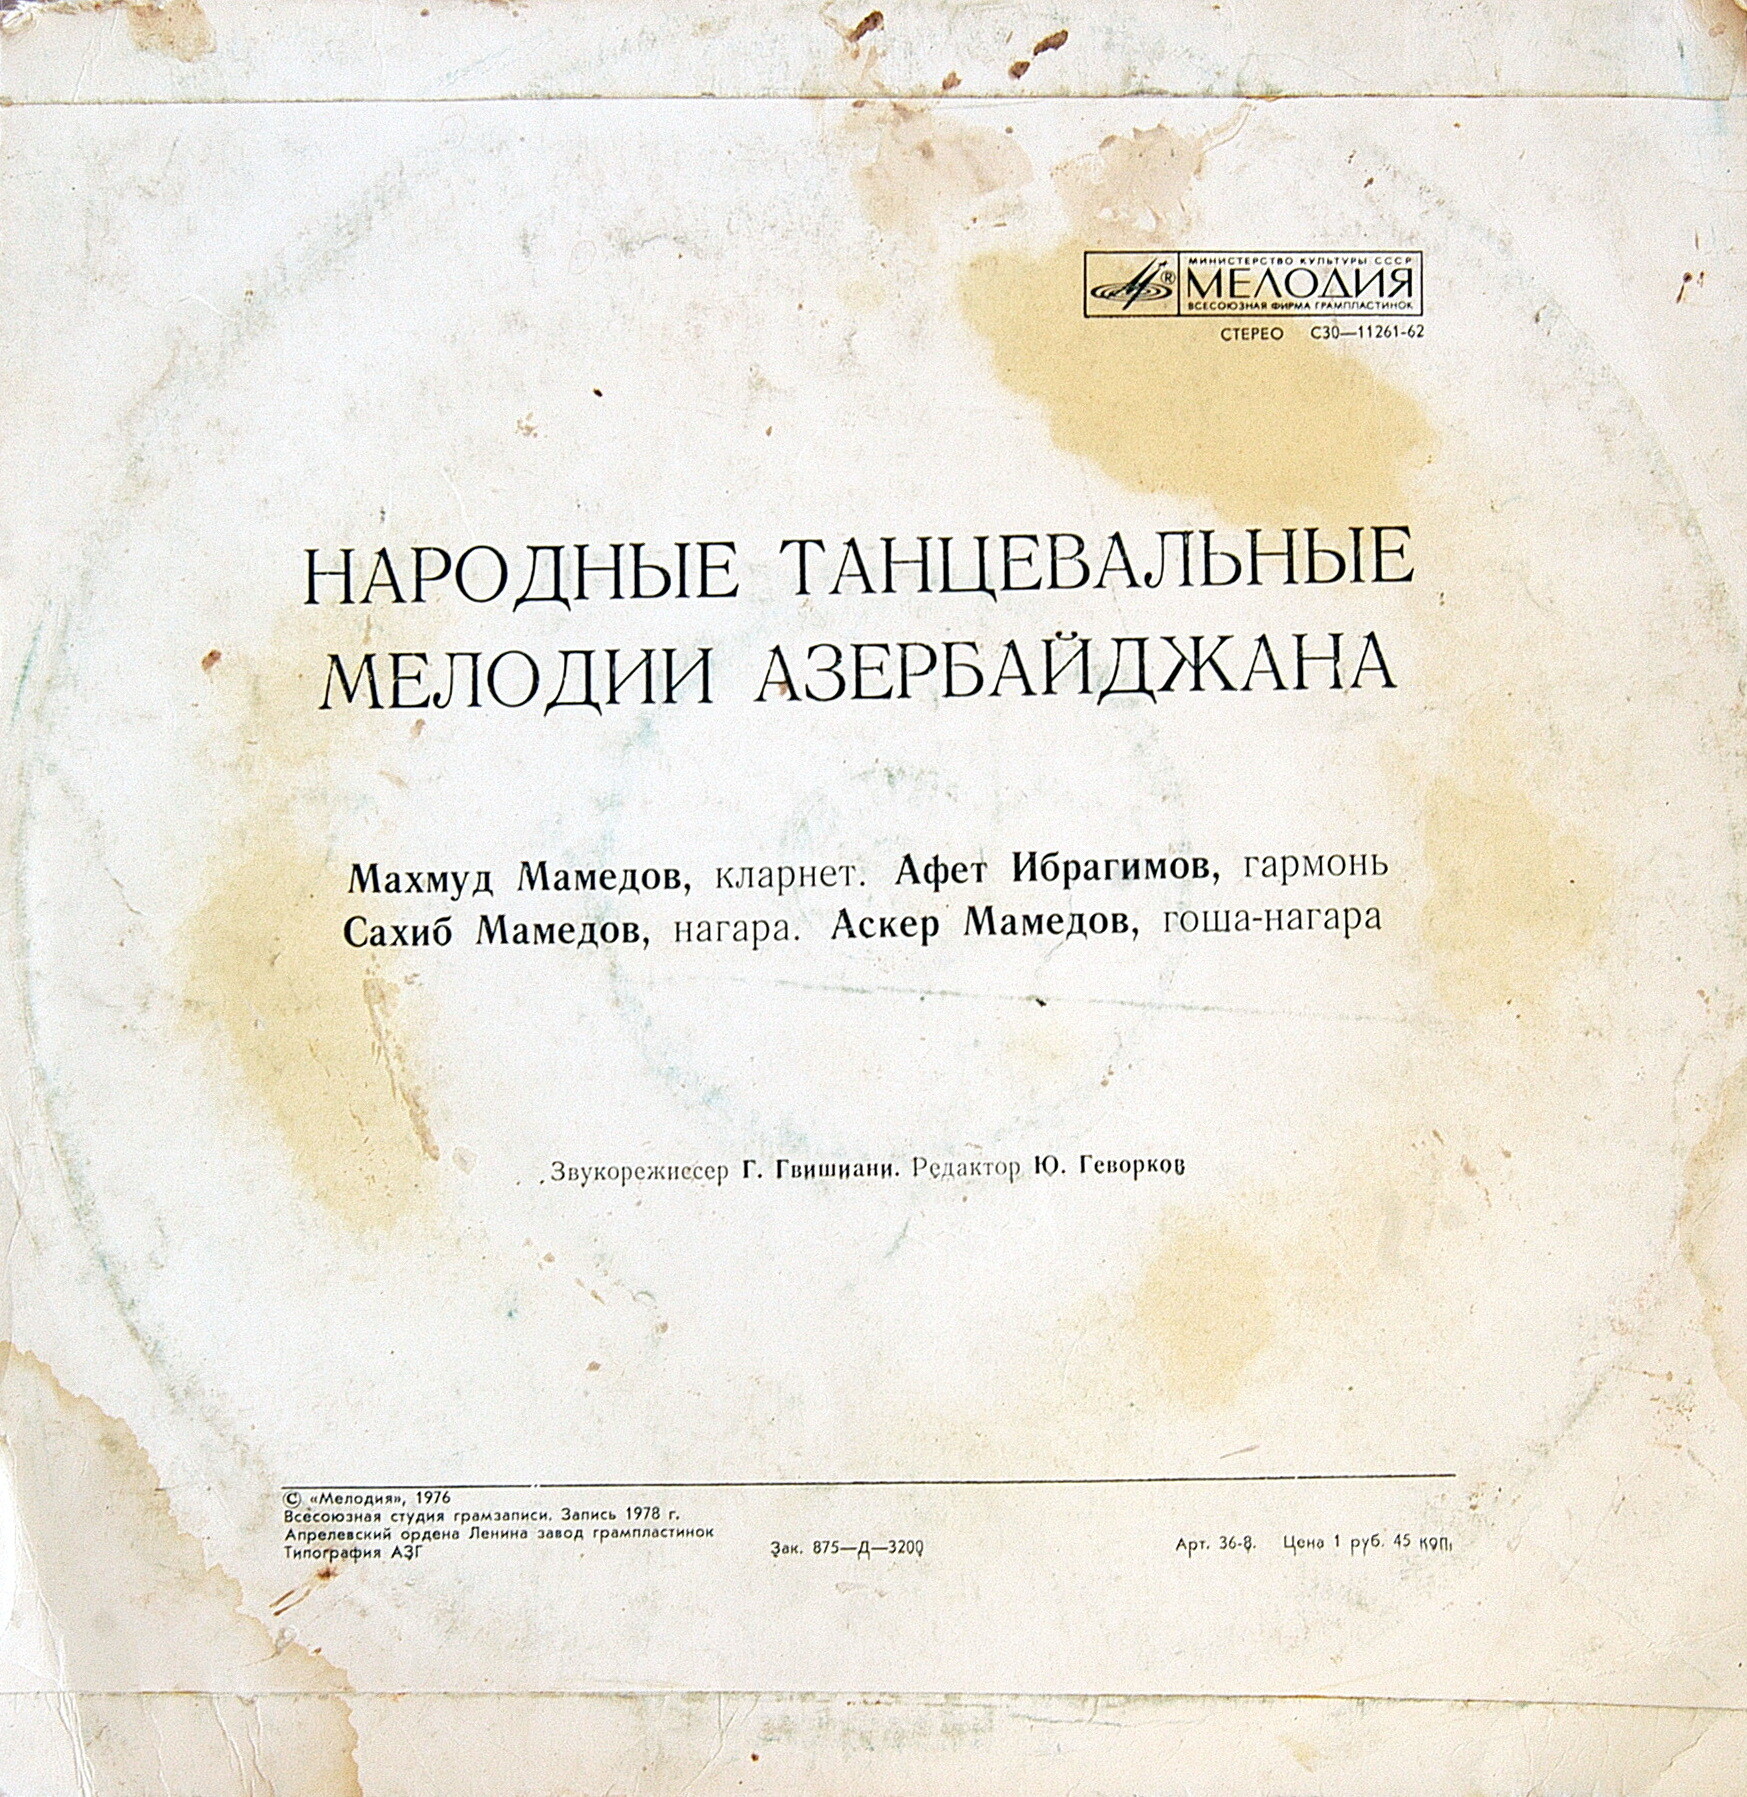 МИНИСТЕРСТВО КУЛЬТУРЫ СССР
МЕЛОДИЯ
ВСЕСОЮЗНАЯ ФИРМА ГРАМПЛАСТИНОК
СТЕРЕО С30—11261-62
НАРОДНЫЕ ТАНЦЕВАЛЬНЫЕ
МЕЛОДИИ АЗЕРБАЙДЖАНА
Махмуд Мамедов, кларнет. Афет Ибрагимов, гармонь
Сахиб Мамедов, нагара. Аскер Мамедов, гоша-нагара
Звукорежиссер Г. Гвишиани. Редактор Ю. Геворков
© «Мелодия», 1976
Всесоюзная студия грамзаписи. Запись 1978 г.
Апрелевский ордена Ленина завод грампластинок
Типография АЗГ
Зак. 875—Д—3200
Арт. 36-8. Цена 1 руб. 45 коп.